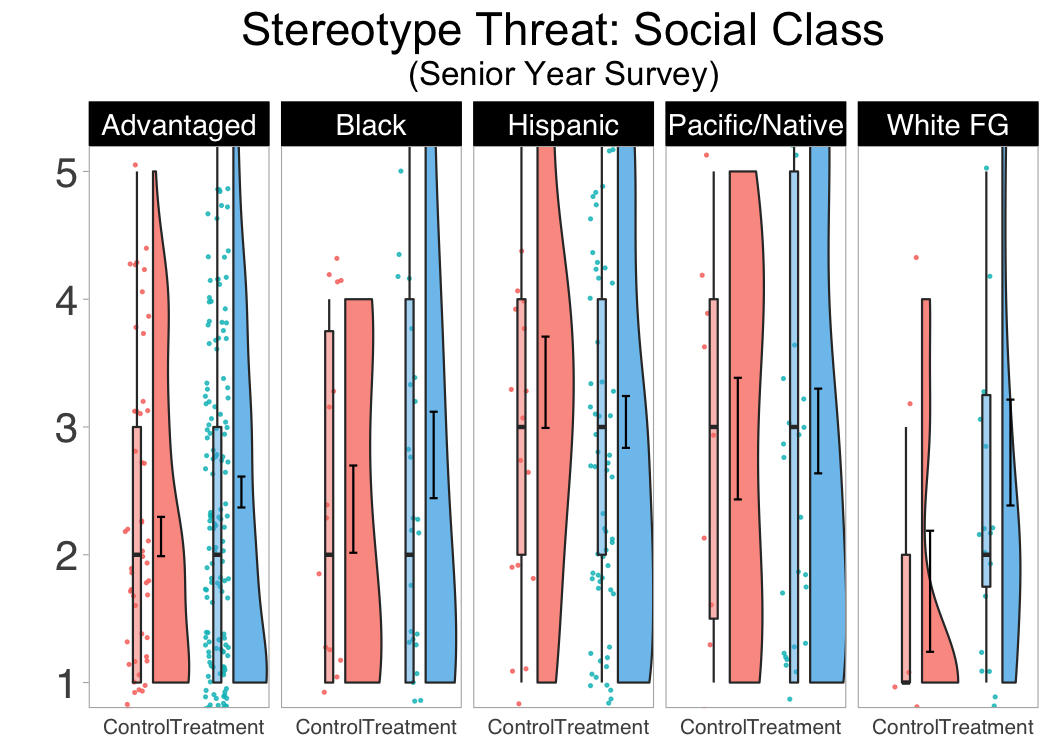 Stereotype Threat: Social Class
(Senior Year Survey)
Advantaged Black Hispanic Pacific/Native White FG
5
4
3
2
1
ControlTreatment ControlTreatment ControlTreatment ControlTreatment ControlTreatment